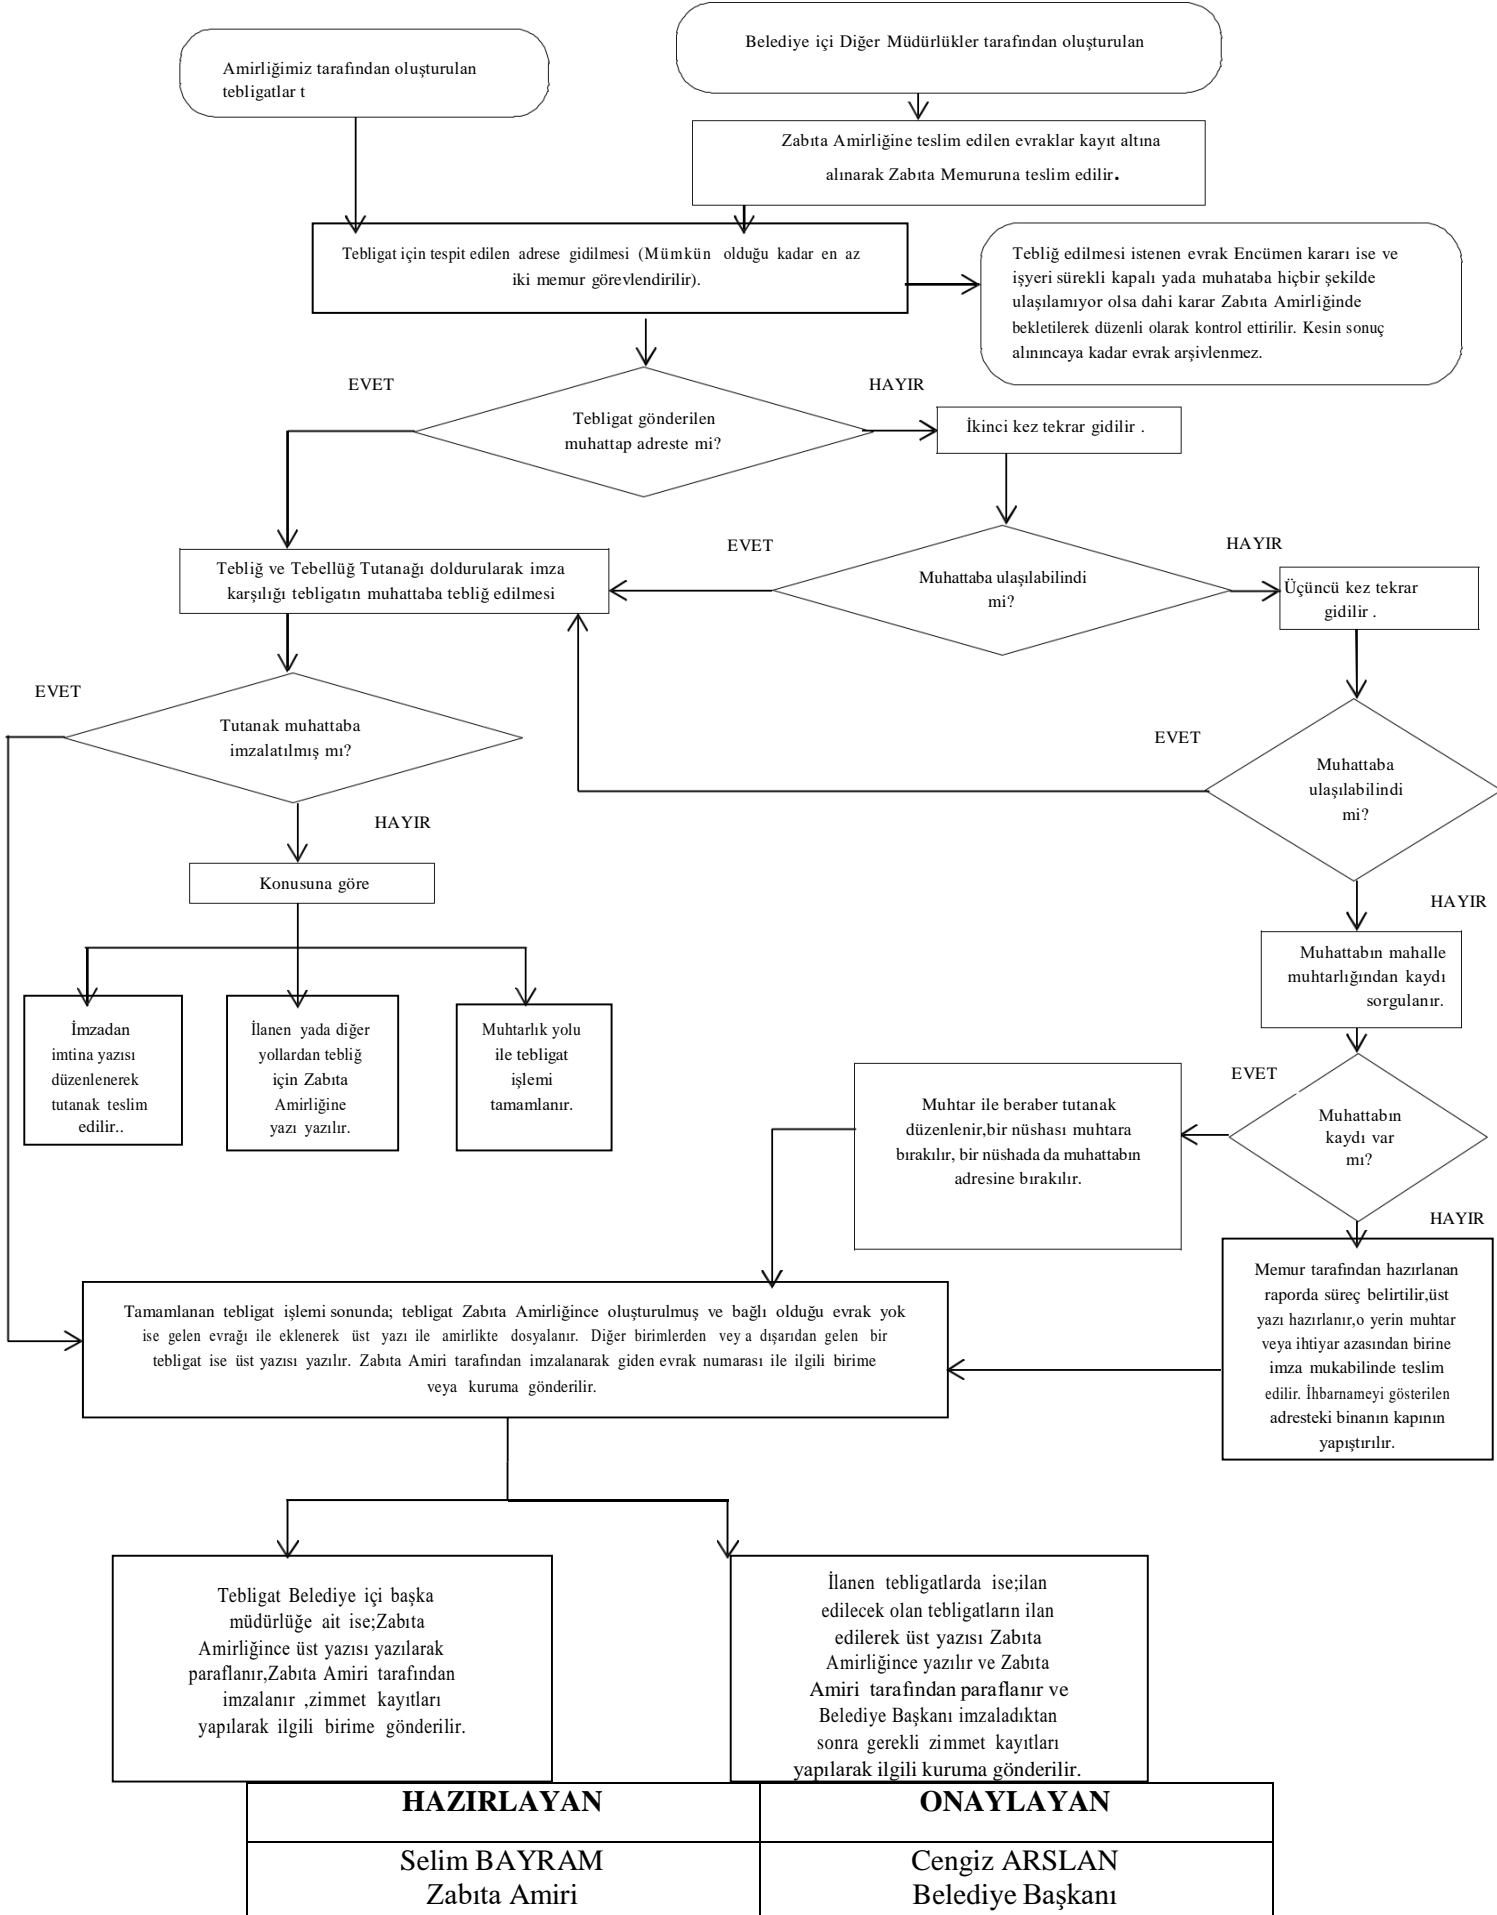 Belediye içi Diğer Müdürlükler tarafından oluşturulan
Amirliğimiz tarafından oluşturulan
tebligatlar t
Zabıta Amirliğine teslim edilen evraklar kayıt altına
alınarak Zabıta Memuruna teslim edilir.
Tebligat için tespit edilen adrese gidilmesi (Mümkün olduğu kadar en az
iki memur görevlendirilir).
Tebliğ edilmesi istenen evrak Encümen kararı ise ve
işyeri sürekli kapalı yada muhataba hiçbir şekilde
ulaşılamıyor olsa dahi karar Zabıta Amirliğinde
bekletilerek düzenli olarak kontrol ettirilir. Kesin sonuç
alınıncaya kadar evrak arşivlenmez.
EVET
HAYIR
Tebligat gönderilen
muhattap adreste mi?
İkinci kez tekrar gidilir .
EVET
HAYIR
Tebliğ ve Tebellüğ Tutanağı doldurularak imza
karşılığı tebligatın muhattaba tebliğ edilmesi
Muhattaba ulaşılabilindi
mi?
Üçüncü kez tekrar
gidilir .
EVET
Tutanak muhattaba
imzalatılmış mı?
EVET
Muhattaba
ulaşılabilindi
mi?
HAYIR
Konusuna göre
HAYIR
Muhattabın mahalle
muhtarlığından kaydı
sorgulanır.
İmzadan
imtina yazısı
düzenlenerek
tutanak teslim
edilir..
İlanen yada diğer
yollardan tebliğ
için Zabıta
Amirliğine
yazı yazılır.
Muhtarlık yolu
ile tebligat
işlemi
tamamlanır.
EVET
Muhtar ile beraber tutanak
düzenlenir,bir nüshası muhtara
bırakılır, bir nüshada da muhattabın
adresine bırakılır.
Muhattabın
kaydı var
mı?
HAYIR
Memur tarafından hazırlanan
raporda süreç belirtilir,üst
yazı hazırlanır,o yerin muhtar
veya ihtiyar azasından birine
imza mukabilinde teslim
edilir. İhbarnameyi gösterilen
adresteki binanın kapının
yapıştırılır.
Tamamlanan tebligat işlemi sonunda; tebligat Zabıta Amirliğince oluşturulmuş ve bağlı olduğu evrak yok
ise gelen evrağı ile eklenerek üst yazı ile amirlikte dosyalanır. Diğer birimlerden vey a dışarıdan gelen bir
tebligat ise üst yazısı yazılır. Zabıta Amiri tarafından imzalanarak giden evrak numarası ile ilgili birime
veya kuruma gönderilir.
Tebligat Belediye içi başka
müdürlüğe ait ise;Zabıta
Amirliğince üst yazısı yazılarak
paraflanır,Zabıta Amiri tarafından
imzalanır ,zimmet kayıtları
yapılarak ilgili birime gönderilir.
İlanen tebligatlarda ise;ilan
edilecek olan tebligatların ilan
edilerek üst yazısı Zabıta
Amirliğince yazılır ve Zabıta
Amiri tarafından paraflanır ve
Belediye Başkanı imzaladıktan
sonra gerekli zimmet kayıtları
yapılarak ilgili kuruma gönderilir.
HAZIRLAYAN
ONAYLAYAN
Selim BAYRAM
Zabıta Amiri
Cengiz ARSLAN
Belediye Başkanı